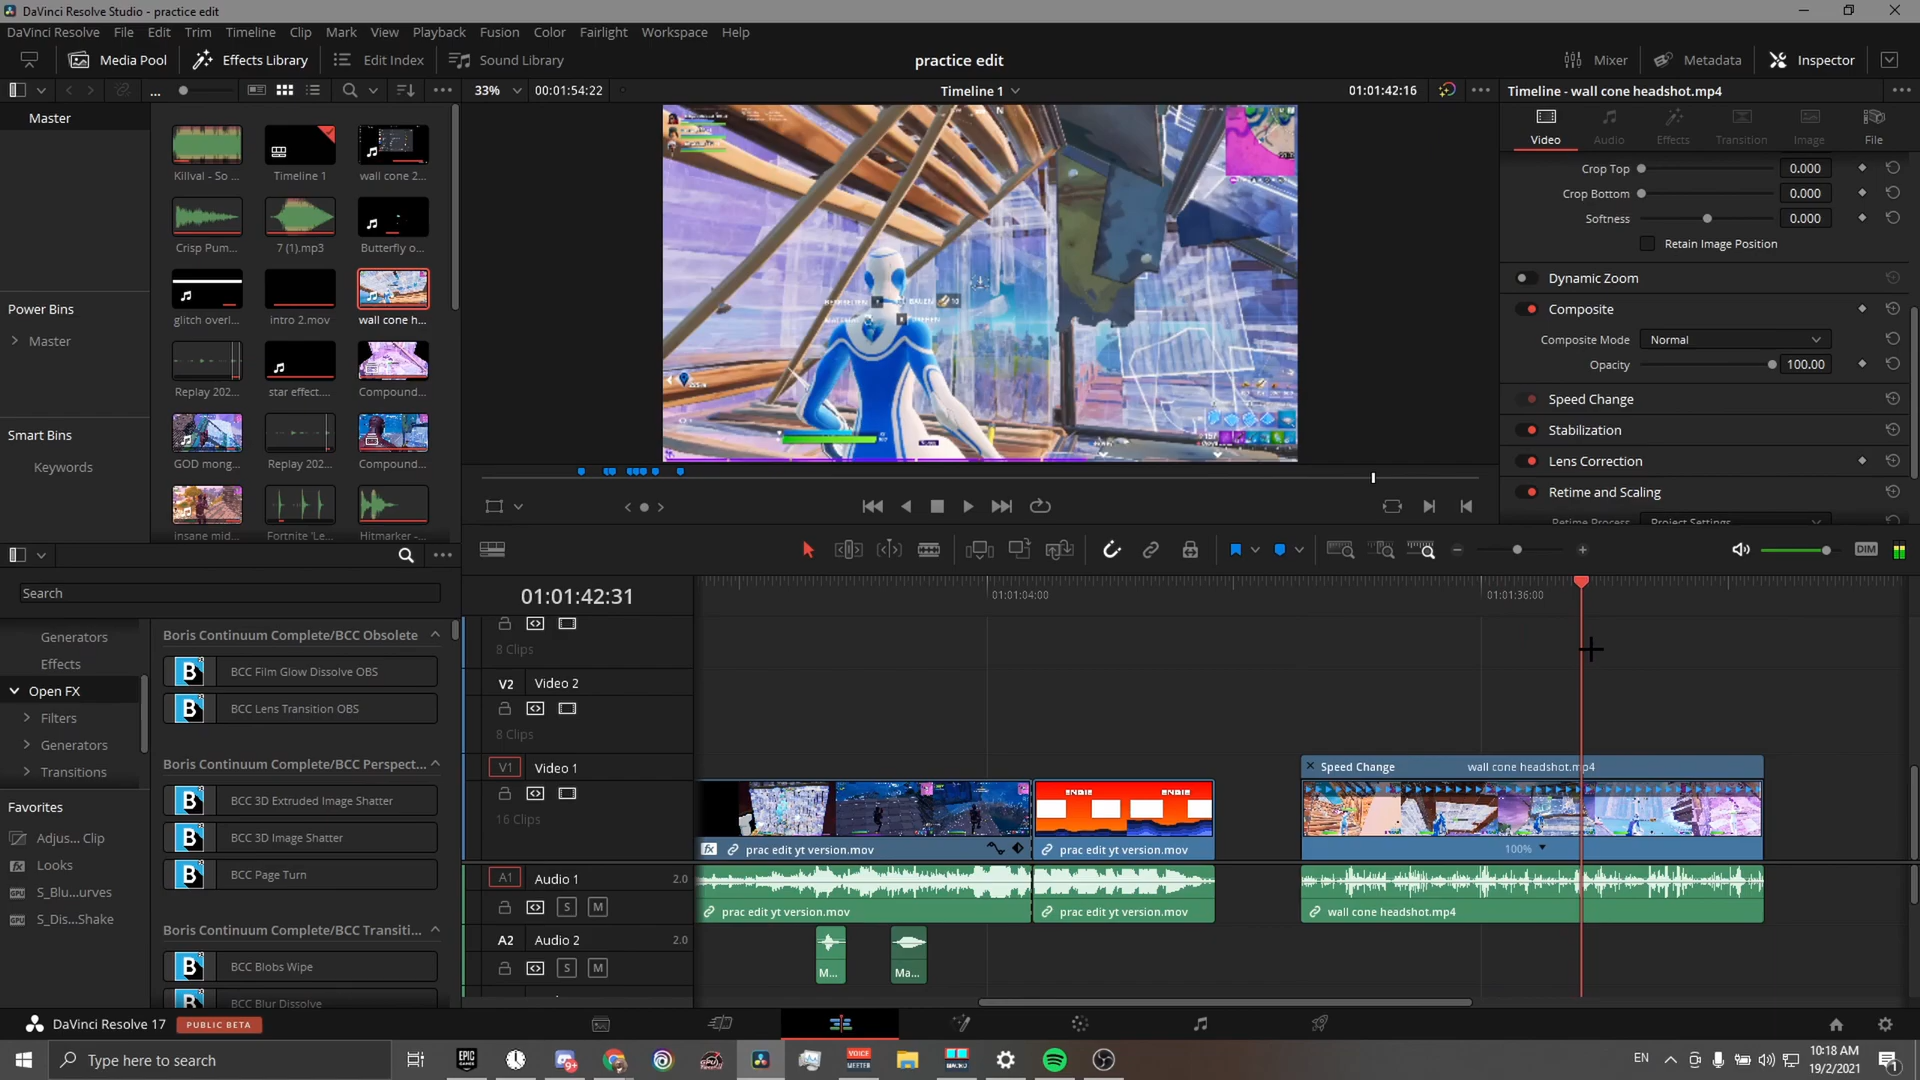 DaVinci Resolve Studio - practice edit
DaVinci Resolve File Edit Trim Timeline Clip Mark View Playback Fusion Color Fairlight Workspace Help
Media Pool Effects Library Edit Index Sound Library practice edit Mixer Metadata Inspector
... 33% 00:01:54:22 Timeline 1 01:01:42:16 Timeline - wall cone headshot.mp4
Master
Video Audio Effects Transition Image File
Killval - So ... Timeline 1 wall cone 2...
Crop Top 0.000
Crop Bottom 0.000
Softness 0.000
Retain Image Position
Crisp Pum... 7 (1).mp3 Butterfly o...
Dynamic Zoom
Composite
Power Bins
glitch overl... intro 2.mov wall cone h...
Master
Composite Mode Normal
Opacity 100.00
Replay 202... star effect.... Compound...
Speed Change
Stabilization
Smart Bins
Lens Correction
Keywords
GOD mong... Replay 202... Compound...
Retime and Scaling
Retime Process Project Settings
insane mid... Fortnite 'Le... Hitmarker -...
DIM
Search
01:01:42:31
01:01:04:00 01:01:36:00
Generators
Effects
Open FX
Filters
Generators
Transitions
Favorites
Adjus... Clip
Looks
S_Blu...urves
S_Dis...Shake
Boris Continuum Complete/BCC Obsolete
BCC Film Glow Dissolve OBS
BCC Lens Transition OBS
Boris Continuum Complete/BCC Perspect...
BCC 3D Extruded Image Shatter
BCC 3D Image Shatter
BCC Page Turn
Boris Continuum Complete/BCC Transiti...
BCC Blobs Wipe
BCC Blur Dissolve
8 Clips
V2 Video 2
8 Clips
V1 Video 1
16 Clips
Speed Change wall cone headshot.mp4
prac edit yt version.mov prac edit yt version.mov 100%
A1 Audio 1 2.0
S M
prac edit yt version.mov prac edit yt version.mov wall cone headshot.mp4
A2 Audio 2 2.0
S M
M... Ma...
DaVinci Resolve 17 PUBLIC BETA
Type here to search
EPIC GAMES
9+
VOICE MEETER
MACRO
EN
10:18 AM
19/2/2021
1